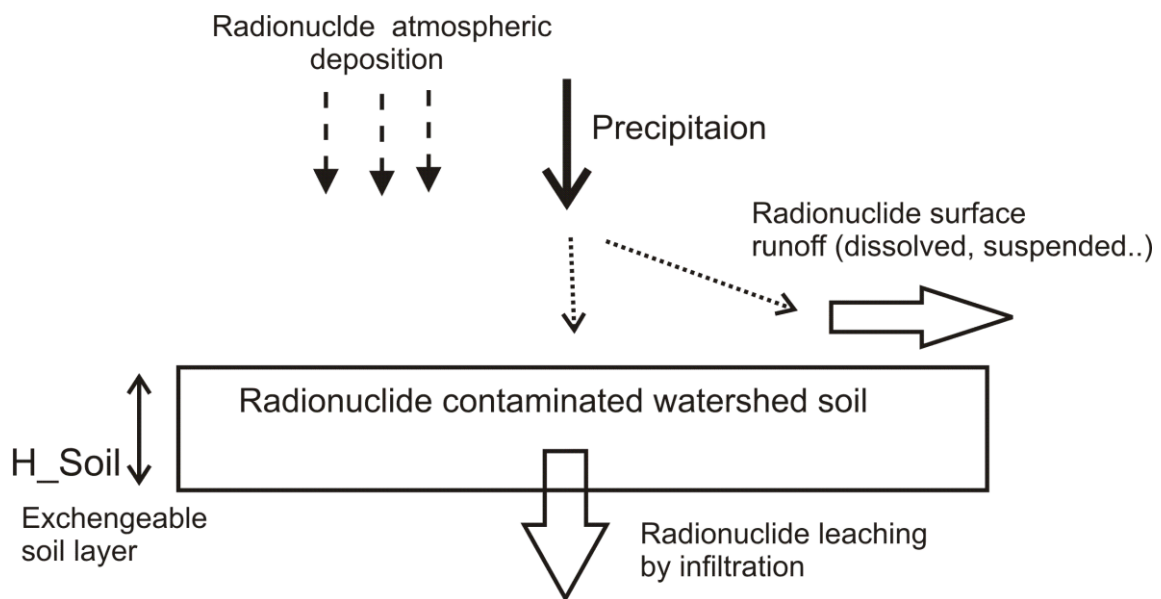 Radionuclde atmospheric
deposition
Precipitaion
Radionuclide surface
runoff (dissolved, suspended..)
Radionuclide contaminated watershed soil
H_Soil
Exchengeable
soil layer
Radionuclide leaching
by infiltration